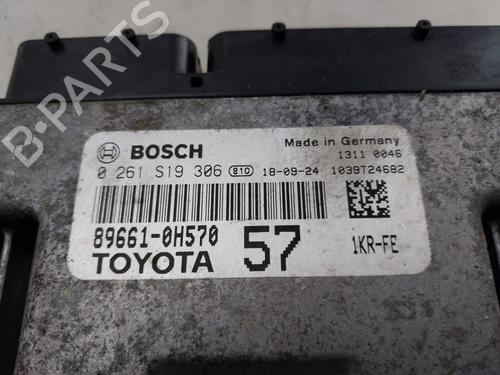 BOSCH
Made in Germany
0 261 S19 306 810 18-09-24
1311 0046
1039T24682
89661-0H570
57
1KR-FE
TOYOTA
B-PARTS